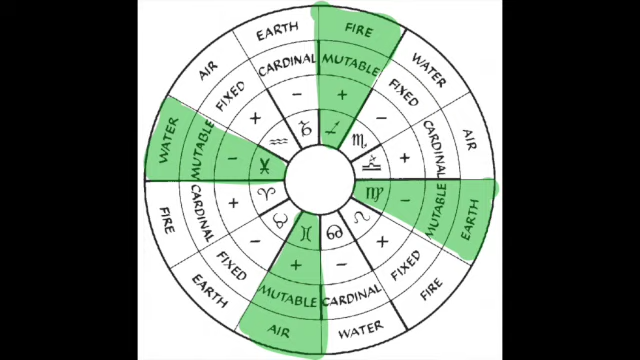 FIRE
MUTABLE
+
♐
WATER
FIXED
−
♏
AIR
CARDINAL
+
♎
EARTH
MUTABLE
−
♍
FIRE
FIXED
+
♌
WATER
CARDINAL
−
♋
AIR
MUTABLE
+
♊
EARTH
FIXED
−
♉
FIRE
CARDINAL
+
♈
WATER
MUTABLE
−
♓
AIR
FIXED
+
♒
EARTH
CARDINAL
−
♑